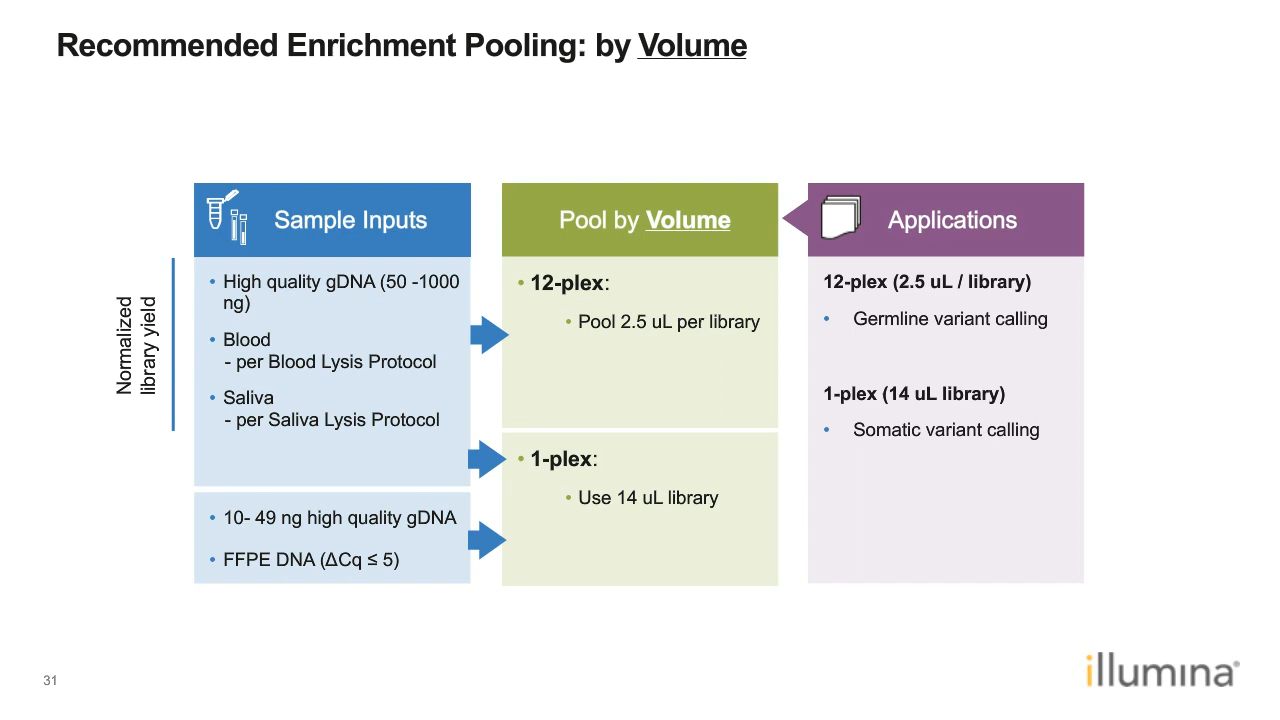 Recommended Enrichment Pooling: by Volume
Normalized
library yield
Sample Inputs
• High quality gDNA (50 -1000
ng)
• Blood
- per Blood Lysis Protocol
• Saliva
- per Saliva Lysis Protocol
• 10- 49 ng high quality gDNA
• FFPE DNA (ΔCq ≤ 5)
Pool by Volume
• 12-plex:
• Pool 2.5 uL per library
• 1-plex:
• Use 14 uL library
Applications
12-plex (2.5 uL / library)
• Germline variant calling
1-plex (14 uL library)
• Somatic variant calling
31
illumina®